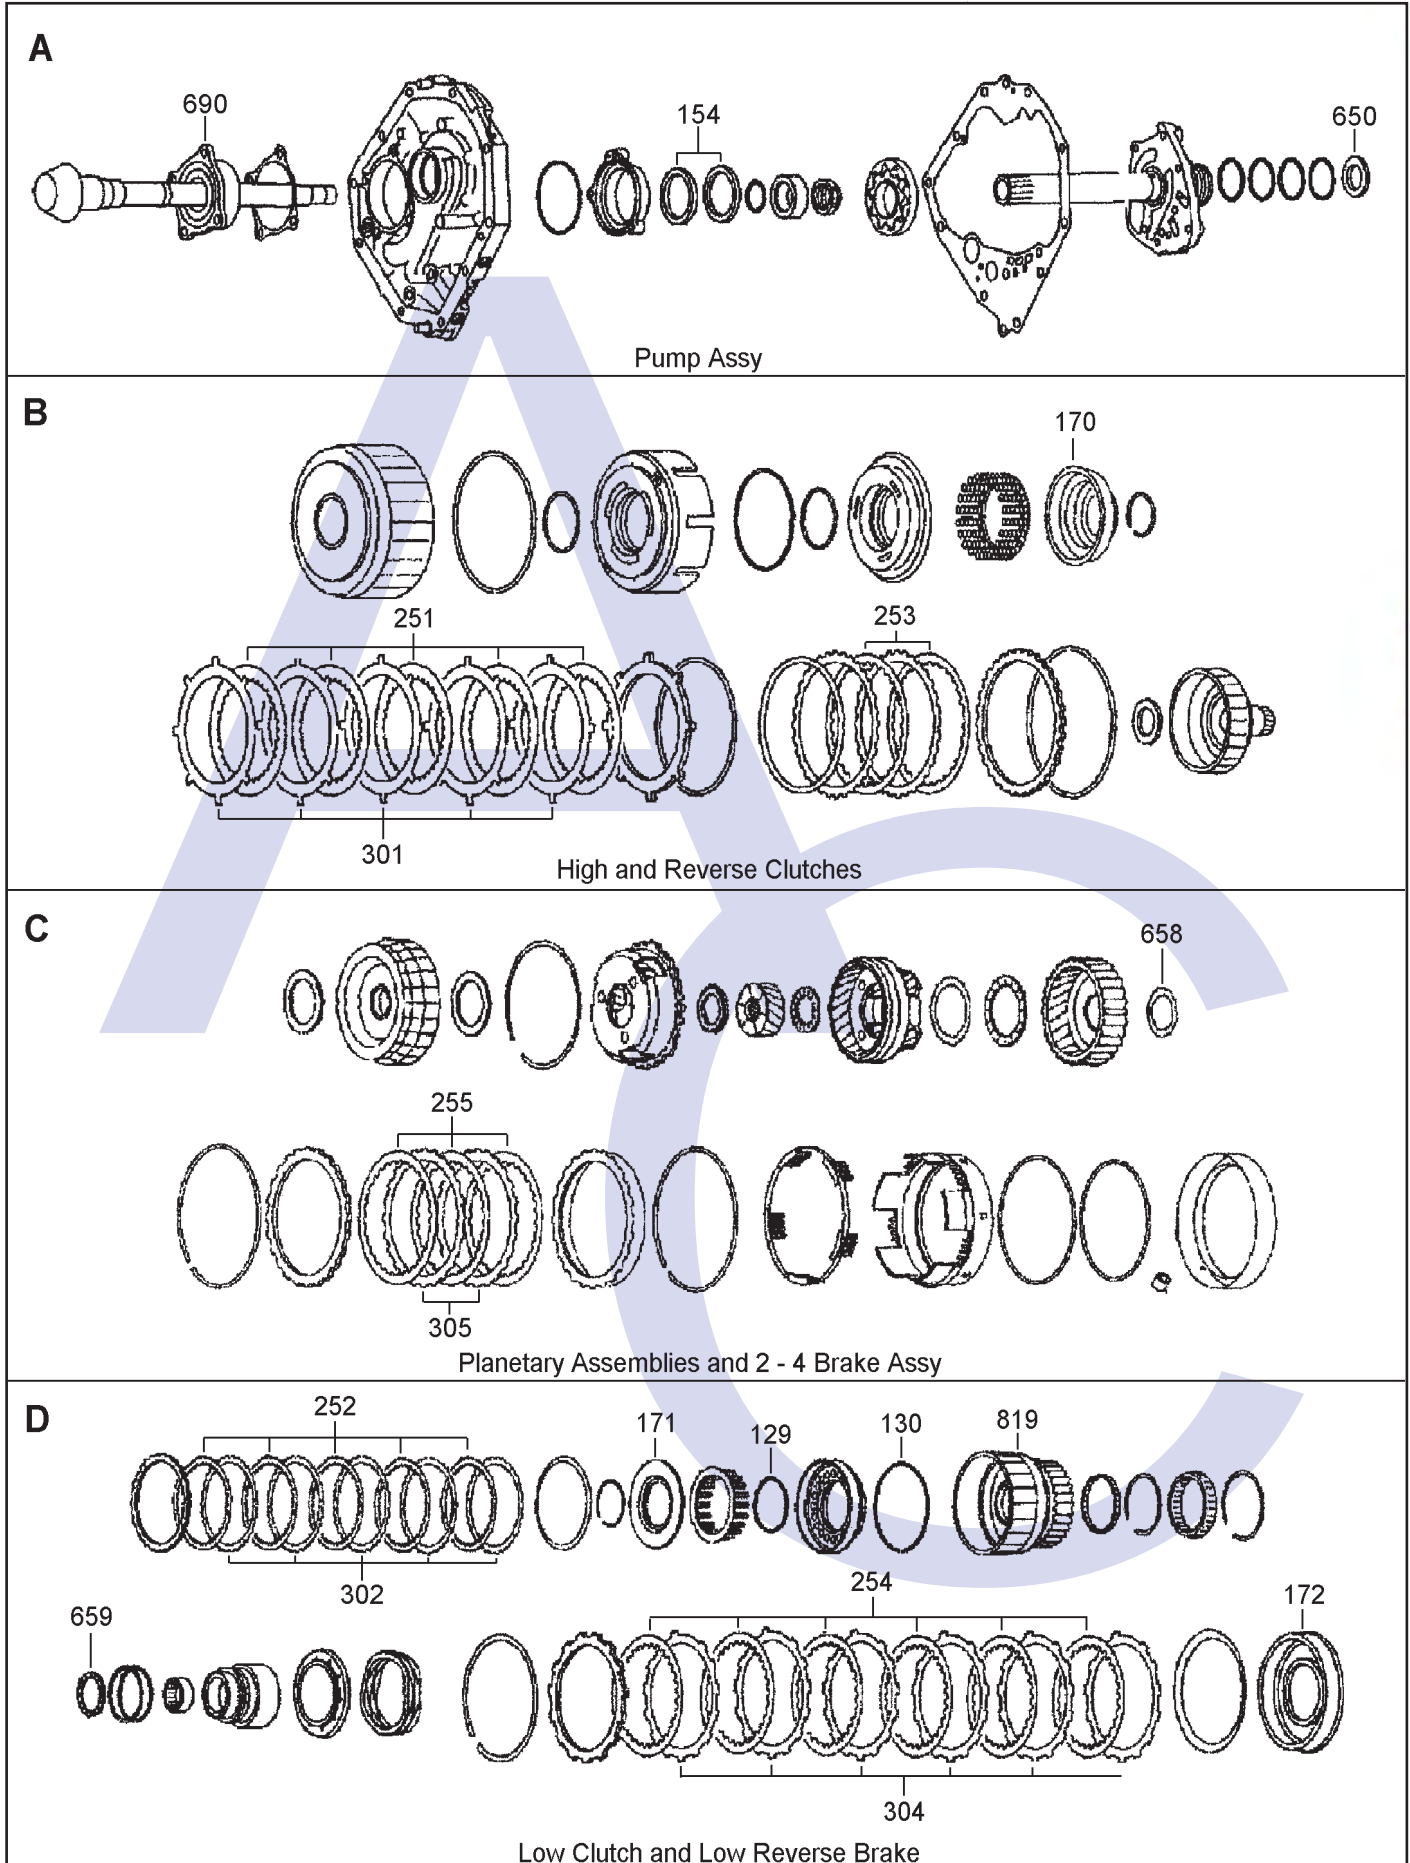 A
690
154
650
Pump Assy
B
170
251
253
301
High and Reverse Clutches
C
658
255
305
Planetary Assemblies and 2 - 4 Brake Assy
D
252
171
129
130
819
302
254
659
172
304
Low Clutch and Low Reverse Brake